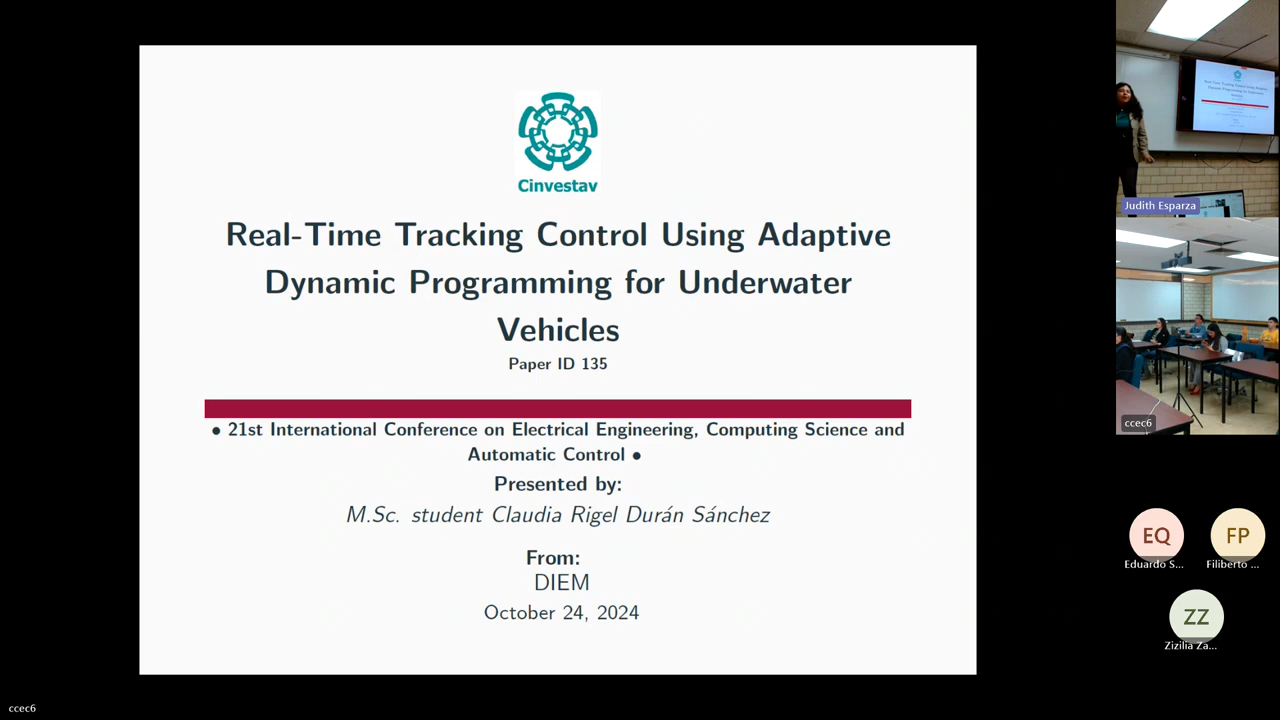 Cinvestav
Real-Time Tracking Control Using Adaptive
Dynamic Programming for Underwater
Vehicles
Paper ID 135
• 21st International Conference on Electrical Engineering, Computing Science and
Automatic Control •
Presented by:
M.Sc. student Claudia Rigel Durán Sánchez
From:
DIEM
October 24, 2024
Judith Esparza
ccec6
EQ
Eduardo S...
FP
Filiberto ...
ZZ
Zizilia Za...
ccec6